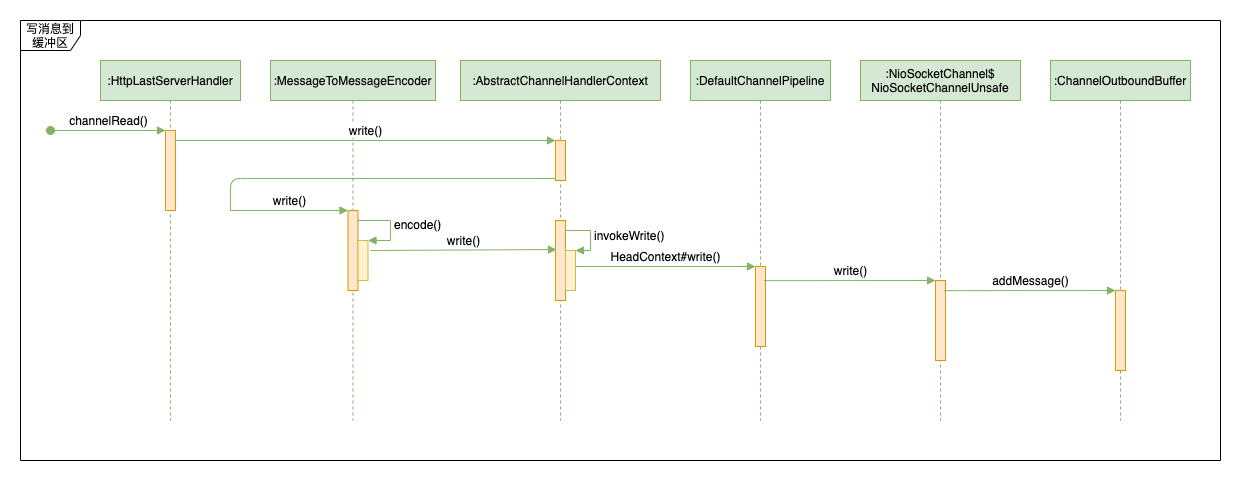 写消息到
缓冲区
:HttpLastServerHandler
:MessageToMessageEncoder
:AbstractChannelHandlerContext
:DefaultChannelPipeline
:NioSocketChannel$
NioSocketChannelUnsafe
:ChannelOutboundBuffer
channelRead()
write()
write()
encode()
write()
invokeWrite()
HeadContext#write()
write()
addMessage()